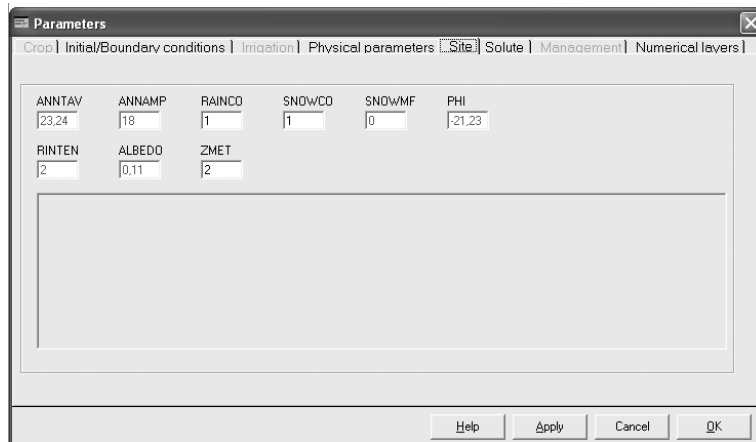 Parameters
Crop Initial/Boundary conditions Irrigation Physical parameters Site Solute Management Numerical layers
ANNTAV ANNAMP RAINCO SNOWCO SNOWMF PHI
23,24 18 1 1 0 -21,23
RINTEN ALBEDO ZMET
2 0,11 2
Help Apply Cancel OK